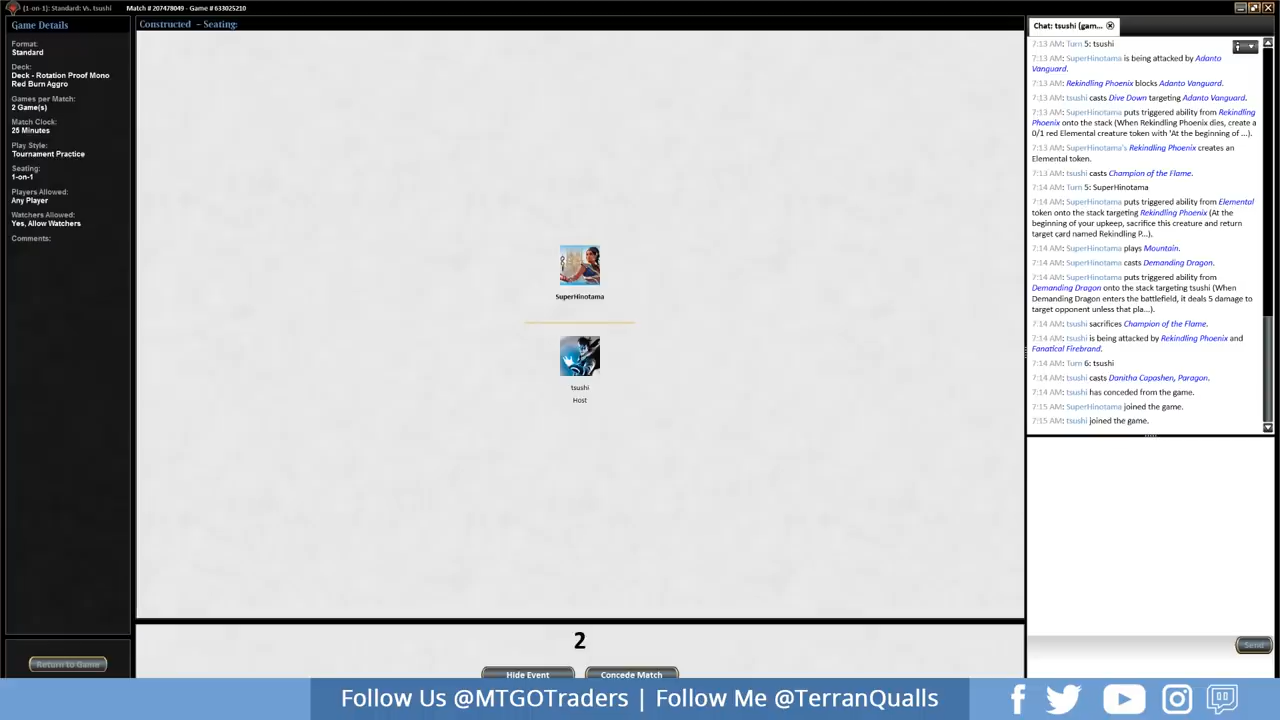 (1-on-1): Standard: Vs. tsushi
Match # 207478049 - Game # 633025210
Game Details
Format:
Standard
Deck:
Deck - Rotation Proof Mono
Red Burn Aggro
Games per Match:
2 Game(s)
Match Clock:
25 Minutes
Play Style:
Tournament Practice
Seating:
1-on-1
Players Allowed:
Any Player
Watchers Allowed:
Yes, Allow Watchers
Comments:
Return to Game
Constructed - Seating:
SuperHinotama
tsushi
Host
2
Hide Event
Concede Match
Chat: tsushi (gam...
7:13 AM: Turn 5: tsushi
7:13 AM: SuperHinotama is being attacked by Adanto
Vanguard.
7:13 AM: Rekindling Phoenix blocks Adanto Vanguard.
7:13 AM: tsushi casts Dive Down targeting Adanto Vanguard.
7:13 AM: SuperHinotama puts triggered ability from Rekindling
Phoenix onto the stack (When Rekindling Phoenix dies, create a
0/1 red Elemental creature token with 'At the beginning of ...).
7:13 AM: SuperHinotama's Rekindling Phoenix creates an
Elemental token.
7:13 AM: tsushi casts Champion of the Flame.
7:14 AM: Turn 5: SuperHinotama
7:14 AM: SuperHinotama puts triggered ability from Elemental
token onto the stack targeting Rekindling Phoenix (At the
beginning of your upkeep, sacrifice this creature and return
target card named Rekindling P...).
7:14 AM: SuperHinotama plays Mountain.
7:14 AM: SuperHinotama casts Demanding Dragon.
7:14 AM: SuperHinotama puts triggered ability from
Demanding Dragon onto the stack targeting tsushi (When
Demanding Dragon enters the battlefield, it deals 5 damage to
target opponent unless that pla...).
7:14 AM: tsushi sacrifices Champion of the Flame.
7:14 AM: tsushi is being attacked by Rekindling Phoenix and
Fanatical Firebrand.
7:14 AM: Turn 6: tsushi
7:14 AM: tsushi casts Danitha Capashen, Paragon.
7:14 AM: tsushi has conceded from the game.
7:15 AM: SuperHinotama joined the game.
7:15 AM: tsushi joined the game.
Send
Follow Us @MTGOTraders | Follow Me @TerranQualls